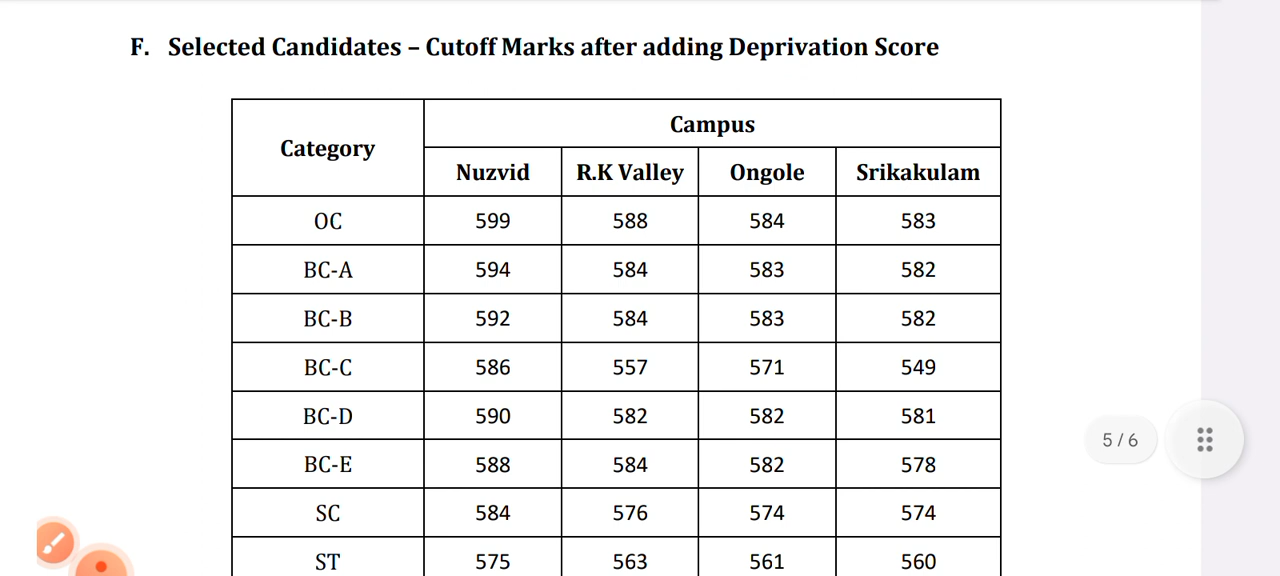 F. Selected Candidates – Cutoff Marks after adding Deprivation Score
Category Campus
Nuzvid R.K Valley Ongole Srikakulam
OC 599 588 584 583
BC-A 594 584 583 582
BC-B 592 584 583 582
BC-C 586 557 571 549
BC-D 590 582 582 581
BC-E 588 584 582 578
SC 584 576 574 574
ST 575 563 561 560
5 / 6